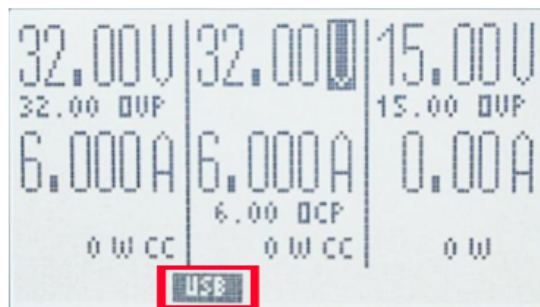 32.00V 32.00V 15.00V
32.00 OVP 15.00 OVP
6.000A 6.000A 0.00A
6.00 OCP
0 W CC 0 W CC 0 W
USB